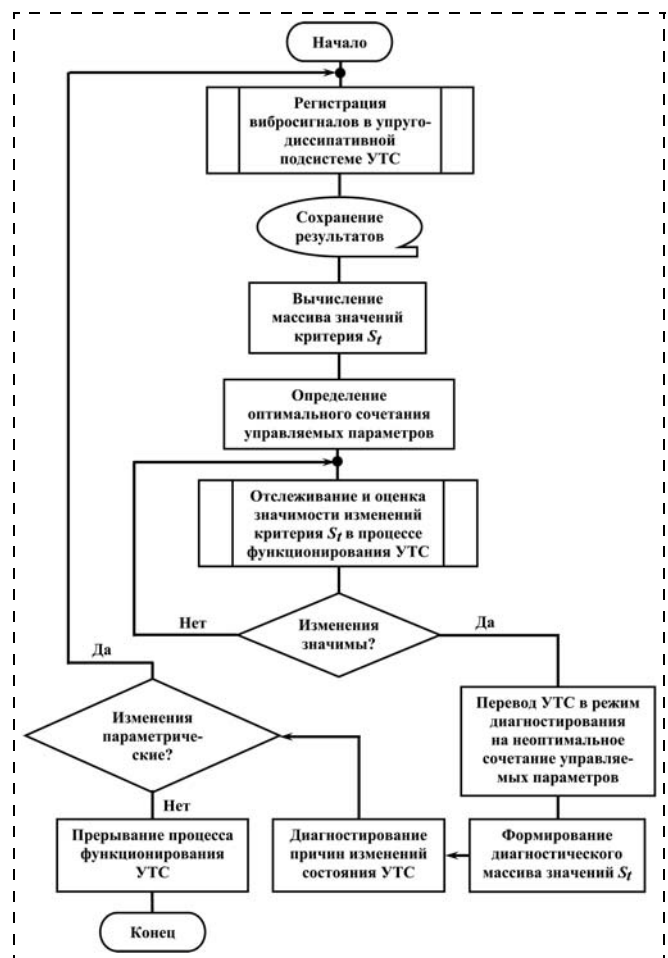 Начало
Регистрация
вибросигналов в упруго-
диссипативной
подсистеме УТС
Сохранение
результатов
Вычисление
массива значений
критерия St
Определение
оптимального сочетания
управляемых параметров
Отслеживание и оценка
значимости изменений
критерия St в процессе
функционирования УТС
Нет
Изменения
значимы?
Да
Да
Перевод УТС в режим
диагностирования
на неоптимальное
сочетание управляе-
мых параметров
Изменения
параметриче-
ские?
Нет
Прерывание процесса
функционирования
УТС
Диагностирование
причин изменений
состояния УТС
Формирование
диагностического
массива значений St
Конец